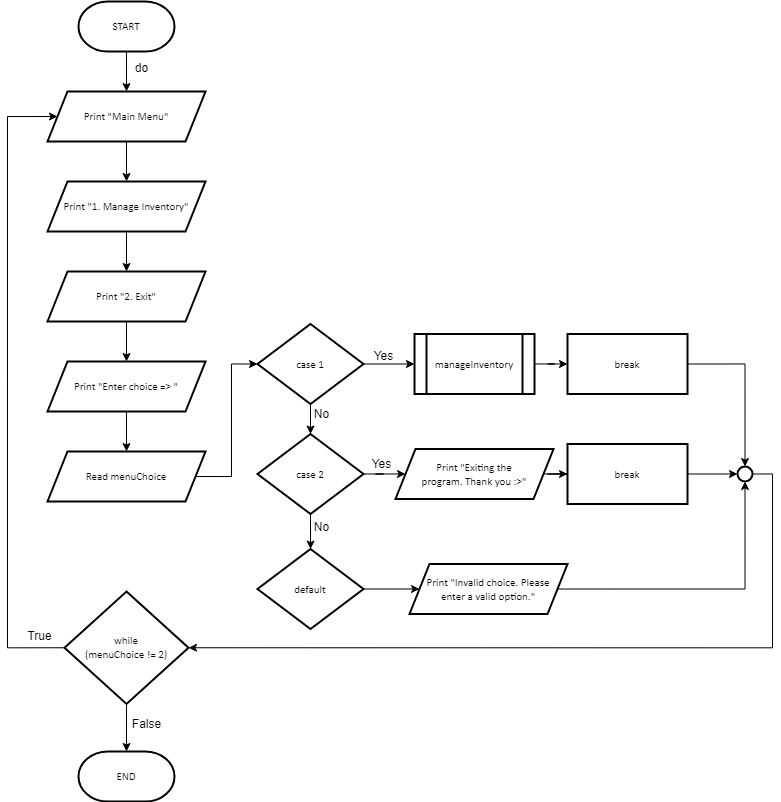 START
do
Print "Main Menu"
Print "1. Manage Inventory"
Print "2. Exit"
Print "Enter choice => "
Read menuChoice
case 1
Yes
manageInventory
break
No
case 2
Yes
Print "Exiting the
program. Thank you :>"
break
No
default
Print "Invalid choice. Please
enter a valid option."
True
while
(menuChoice != 2)
False
END